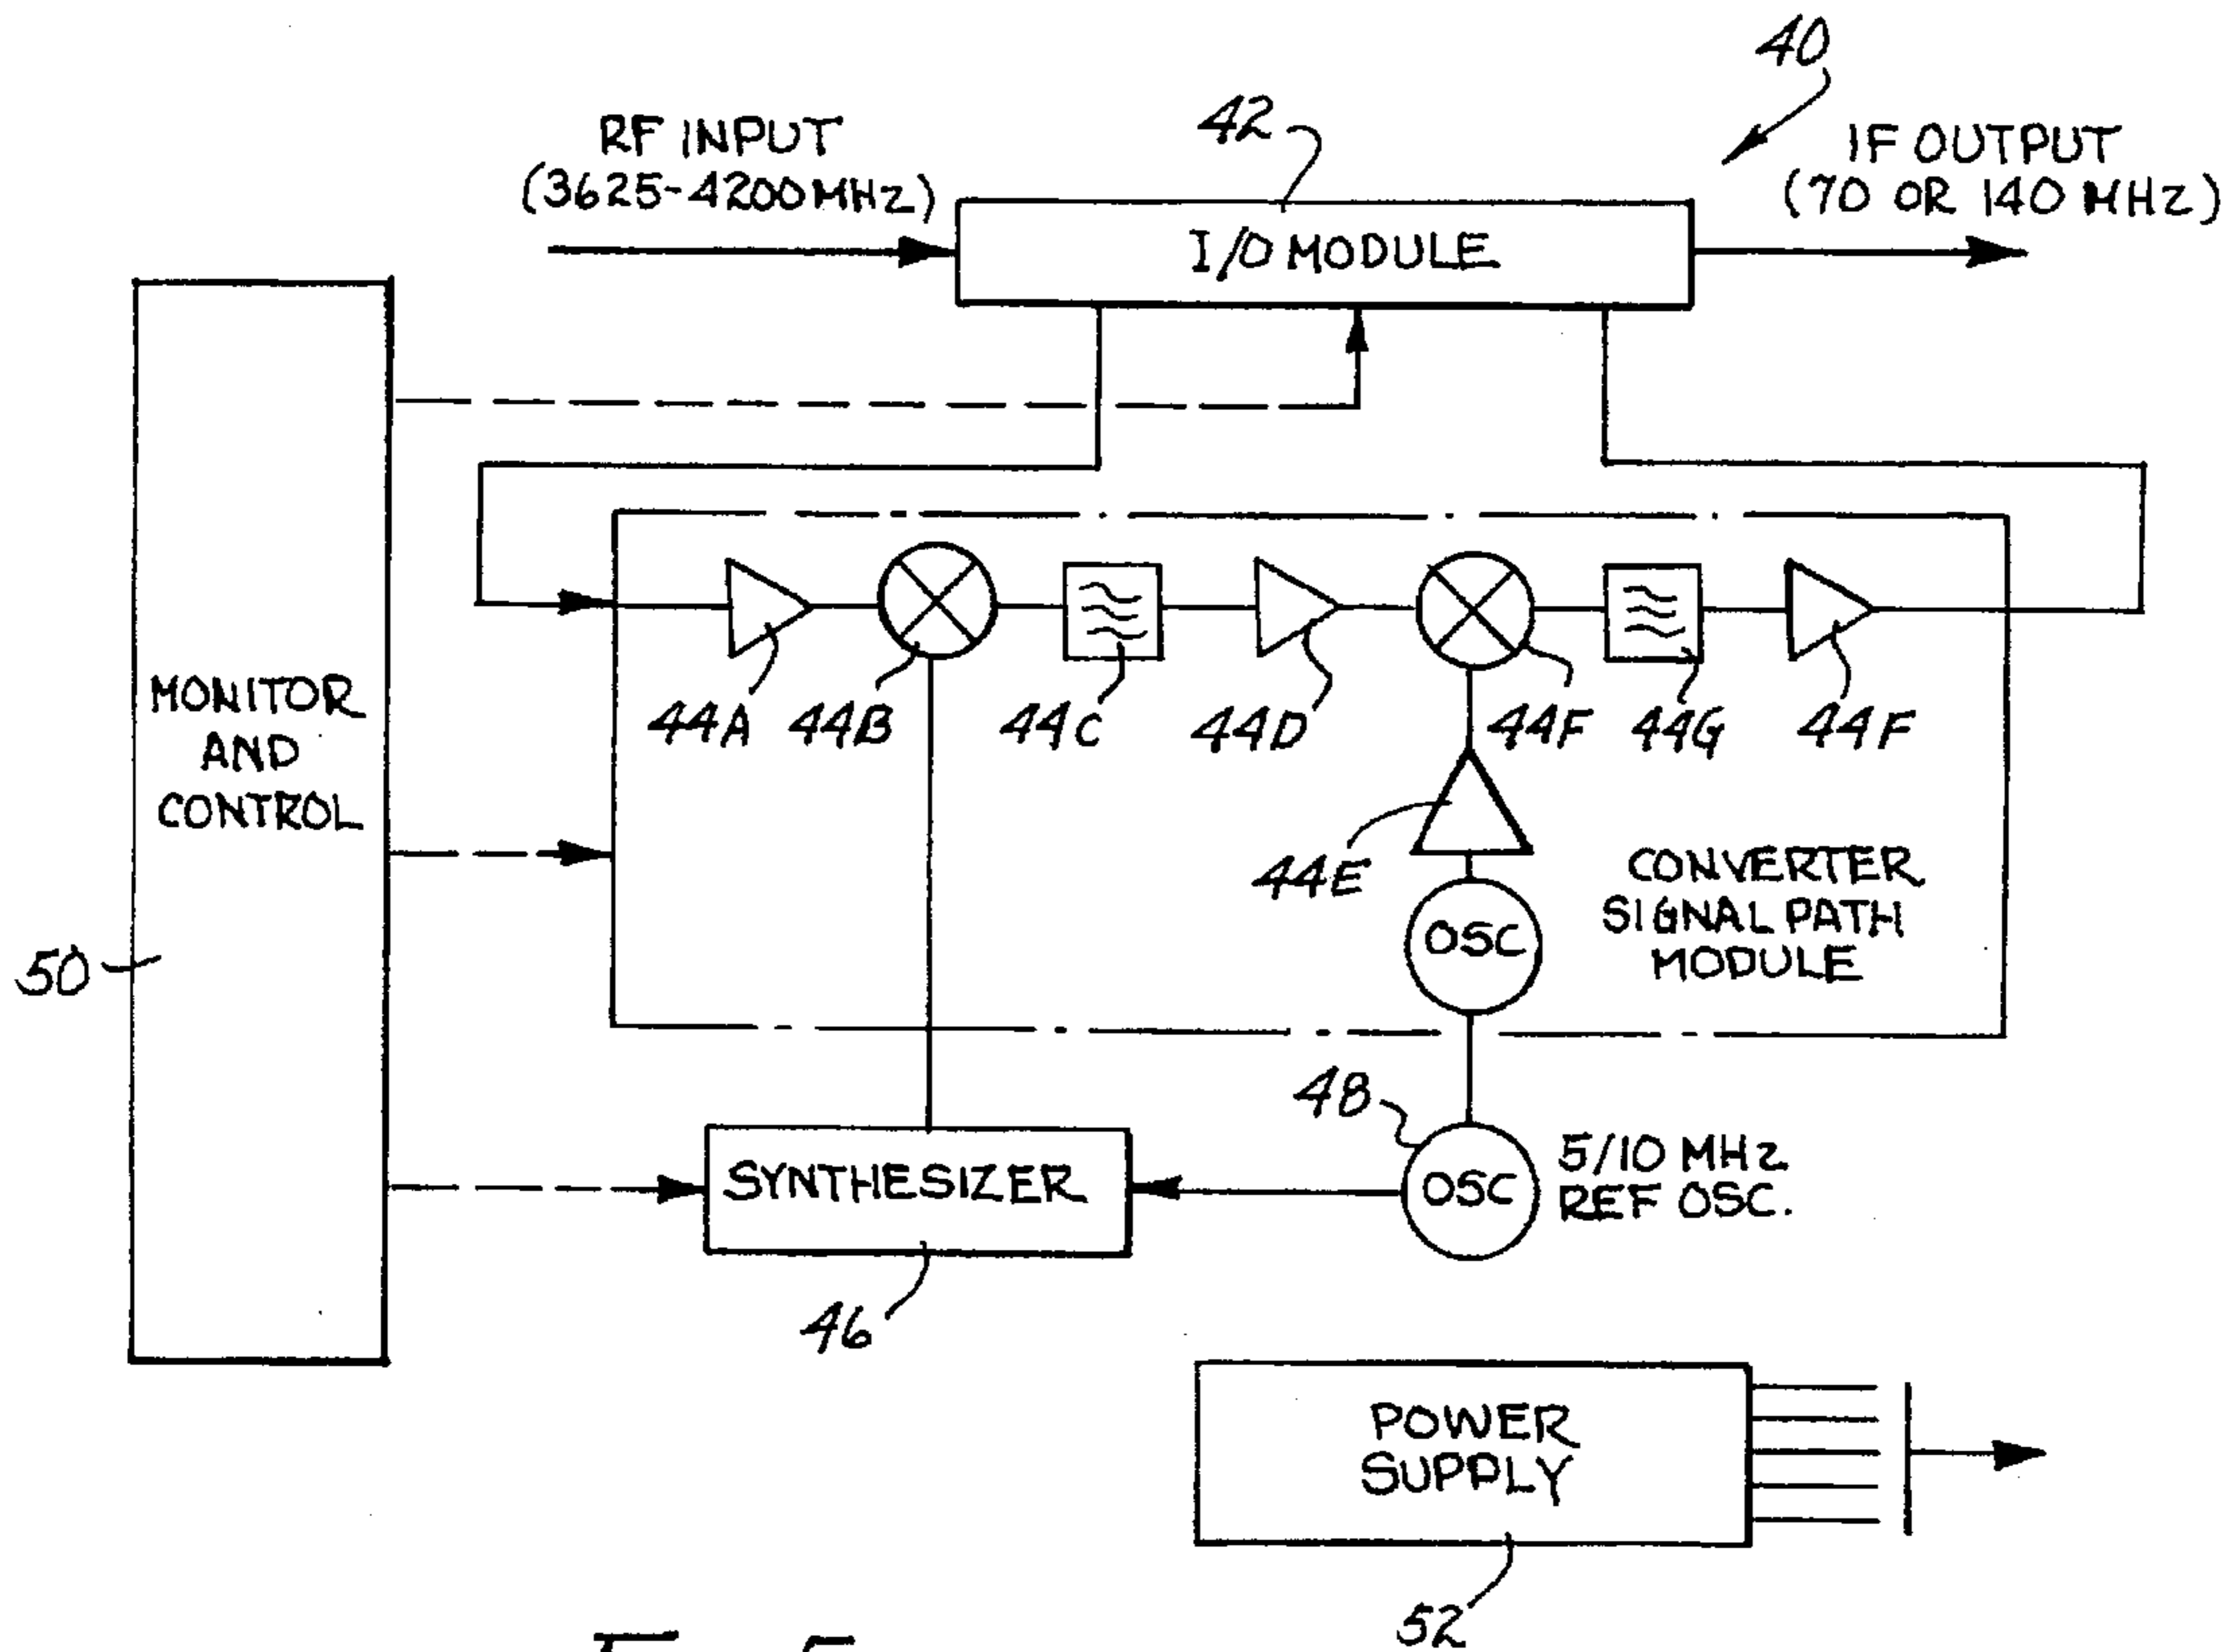 40
42
RF INPUT
(3625-4200MHz)
IF OUTPUT
(70 OR 140 MHz)
I/O MODULE
MONITOR
AND
CONTROL
44A
44B
44C
44D
44F
44G
44F
44E
OSC
CONVERTER
SIGNAL PATH
MODULE
50
48
SYNTHESIZER
OSC
5/10 MHz
REF OSC.
46
POWER
SUPPLY
52